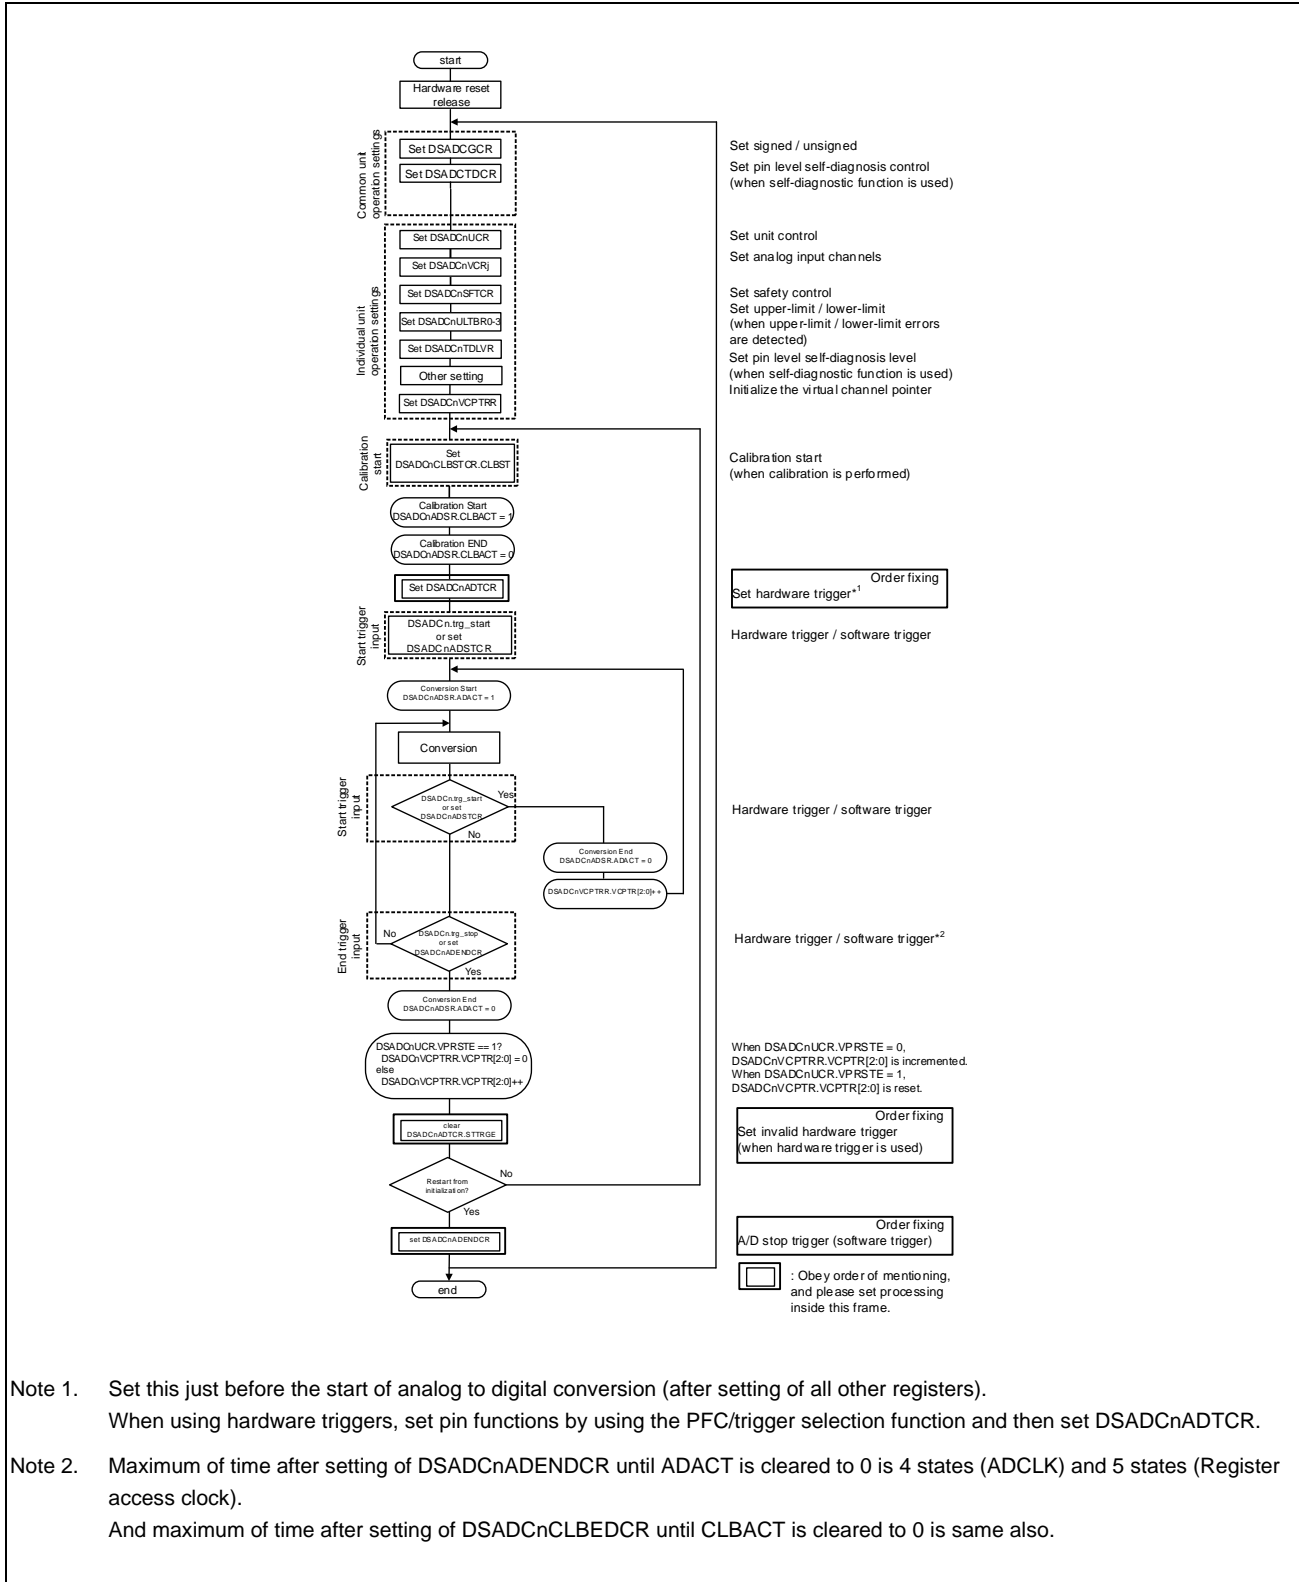 start
Hardware reset
release
Common unit
operation settings
Set DSADCGCR
Set signed / unsigned
Set DSADCTDCR
Set pin level self-diagnosis control
(when self-diagnostic function is used)
Individual unit
operation settings
Set DSADCnUCR
Set unit control
Set DSADCnVCRj
Set analog input channels
Set DSADCnSFTCR
Set safety control
Set DSADCnULTBR0-3
Set upper-limit / lower-limit
(when upper-limit / lower-limit errors
are detected)
Set DSADCnTDLVR
Set pin level self-diagnosis level
(when self-diagnostic function is used)
Other setting
Set DSADCnVCPTRR
Initialize the virtual channel pointer
Calibration
start
Set
DSADCnCLBSTCR.CLBST
Calibration start
(when calibration is performed)
Calibration Start
DSADCnADSR.CLBACT = 1
Calibration END
DSADCnADSR.CLBACT = 0
Set DSADCnADTCR
Order fixing
Set hardware trigger*1
Start trigger
input
DSADCn.trg_start
or set
DSADCnADSTCR
Hardware trigger / software trigger
Conversion Start
DSADCnADSR.ADACT = 1
Conversion
Start trigger
input
DSADCn.trg_start
or set
DSADCnADSTCR
Yes
No
Hardware trigger / software trigger
Conversion End
DSADCnADSR.ADACT = 0
DSADCnVCPTRR.VCPTR[2:0]++
End trigger
input
No
DSADCn.trg_stop
or set
DSADCnADENDCR
Yes
Hardware trigger / software trigger*2
Conversion End
DSADCnADSR.ADACT = 0
DSADCnUCR.VPRSTE == 1?
DSADCnVCPTRR.VCPTR[2:0] = 0
else
DSADCnVCPTRR.VCPTR[2:0]++
When DSADCnUCR.VPRSTE = 0,
DSADCnVCPTRR.VCPTR[2:0] is incremented.
When DSADCnUCR.VPRSTE = 1,
DSADCnVCPTR.VCPTR[2:0] is reset.
clear
DSADCnADTCR.STTRGE
Order fixing
Set invalid hardware trigger
(when hardware trigger is used)
Restart from
initialization?
No
Yes
set DSADCnADENDCR
Order fixing
A/D stop trigger (software trigger)
end
: Obey order of mentioning,
and please set processing
inside this frame.
Note 1. Set this just before the start of analog to digital conversion (after setting of all other registers).
When using hardware triggers, set pin functions by using the PFC/trigger selection function and then set DSADCnADTCR.
Note 2. Maximum of time after setting of DSADCnADENDCR until ADACT is cleared to 0 is 4 states (ADCLK) and 5 states (Register
access clock).
And maximum of time after setting of DSADCnCLBEDCR until CLBACT is cleared to 0 is same also.